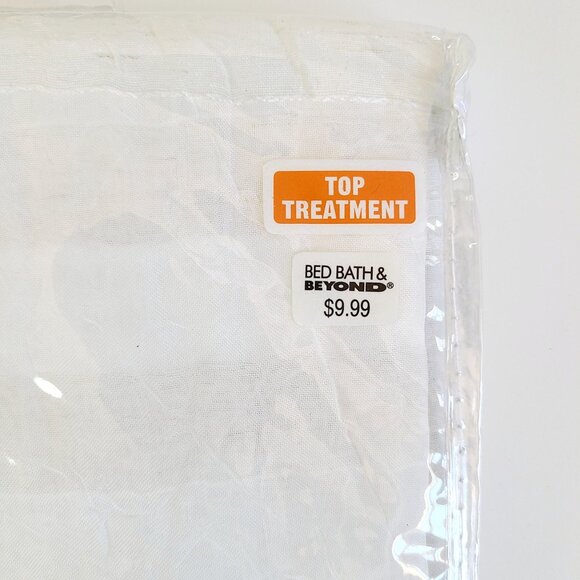 TOP
TREATMENT
BED BATH &
BEYOND®
$9.99